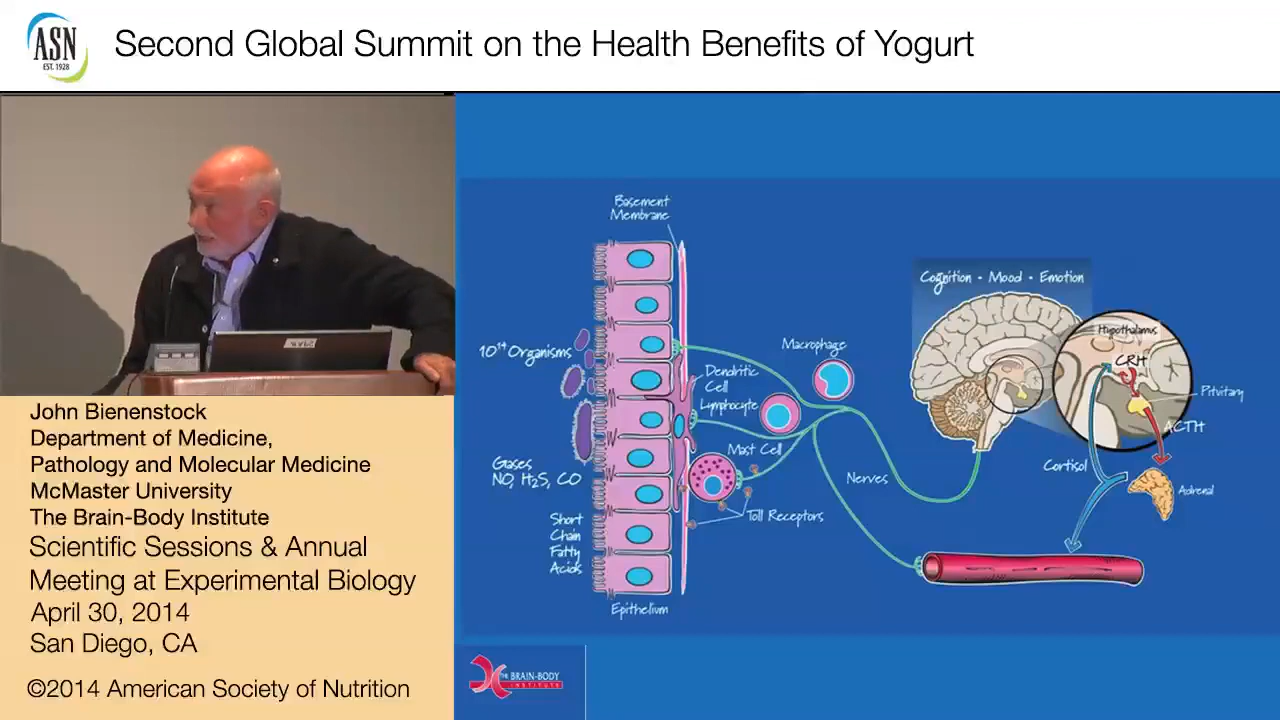 ASN
EST. 1928
Second Global Summit on the Health Benefits of Yogurt
John Bienenstock
Department of Medicine,
Pathology and Molecular Medicine
McMaster University
The Brain-Body Institute
Scientific Sessions & Annual
Meeting at Experimental Biology
April 30, 2014
San Diego, CA
©2014 American Society of Nutrition
Basement
Membrane
10¹⁴ Organisms
Gases
NO, H₂S, CO
Short
Chain
Fatty
Acids
Epithelium
Dendritic
Cell
Lymphocyte
Mast Cell
Macrophage
Toll Receptors
Nerves
Cognition - Mood - Emotion
Hypothalamus
CRH
Pitvitary
ACTH
Cortisol
Adrenal
THE BRAIN-BODY
INSTITUTE